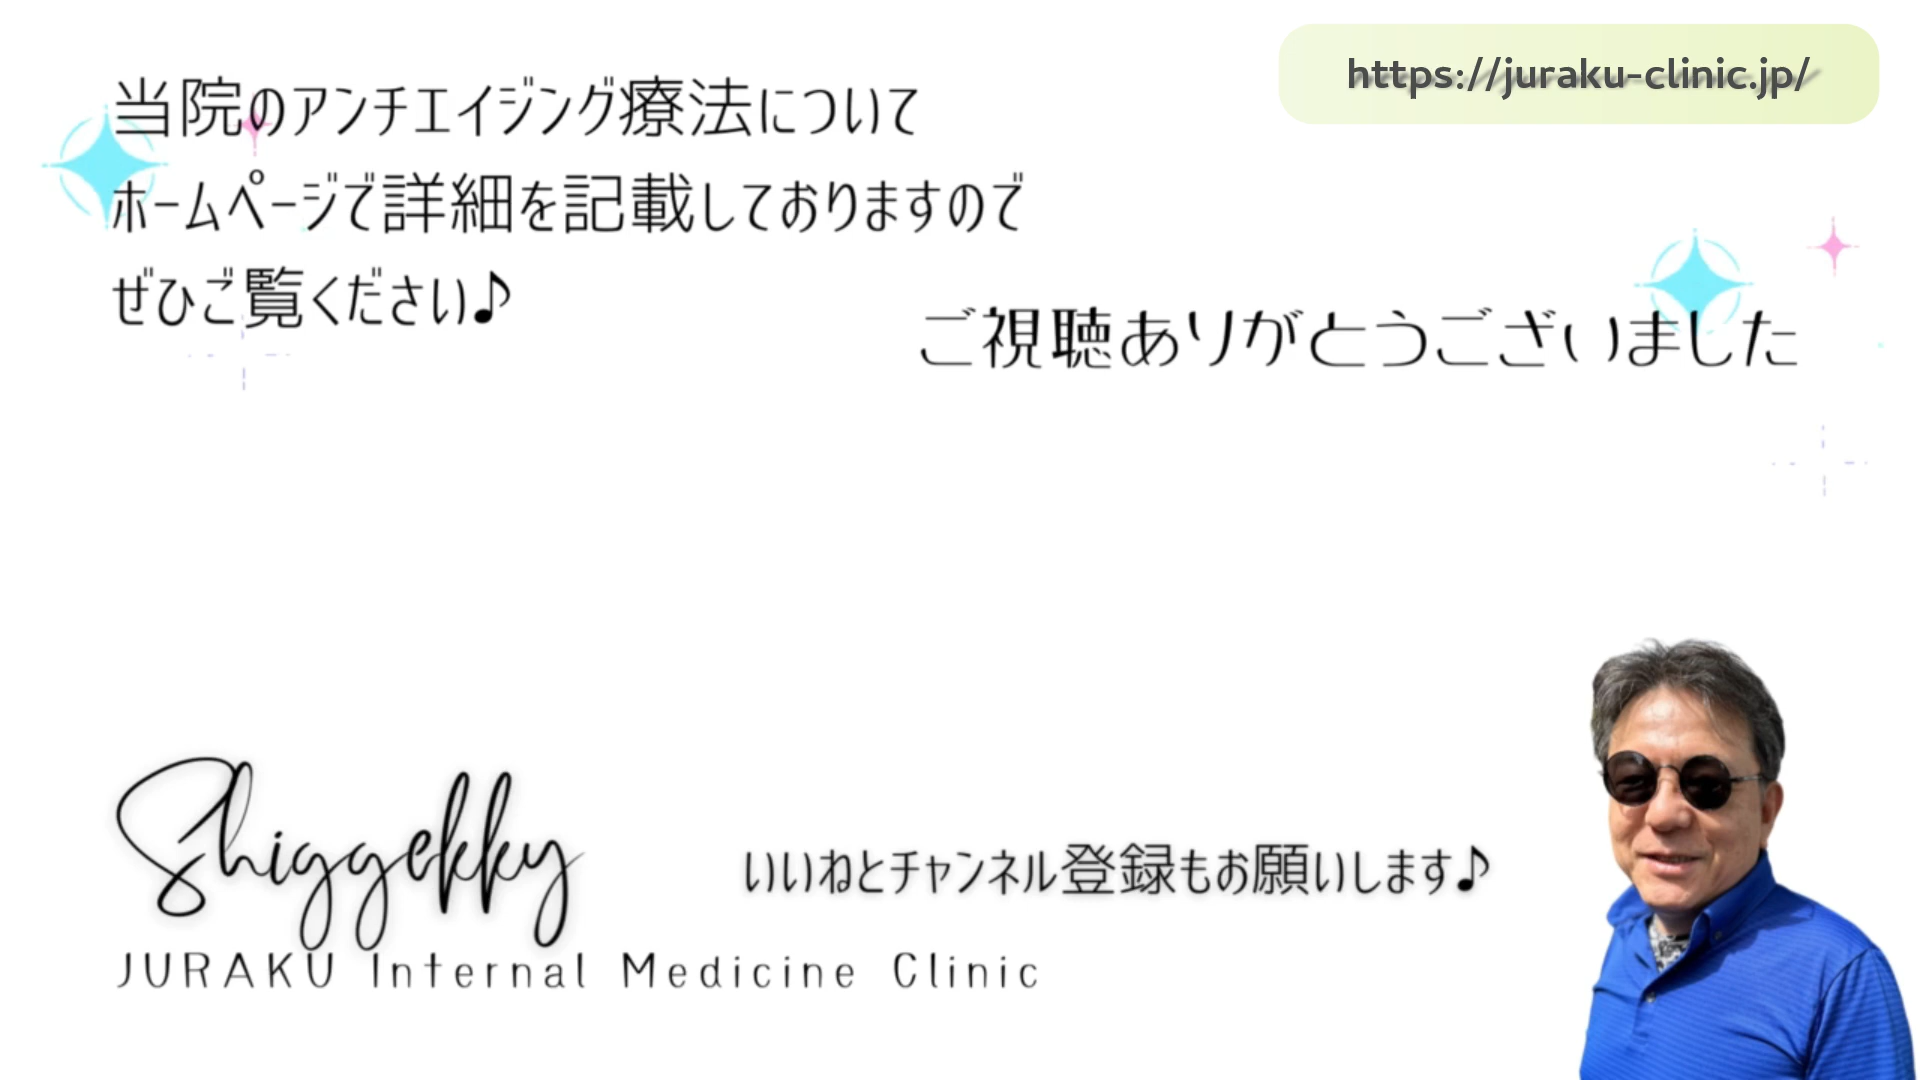 https://juraku-clinic.jp/
当院のアンチエイジング療法について
ホームページで詳細を記載しておりますので
ぜひご覧ください♪
ご視聴ありがとうございました
Shiggekky
いいねとチャンネル登録もお願いします♪
JURAKU Internal Medicine Clinic